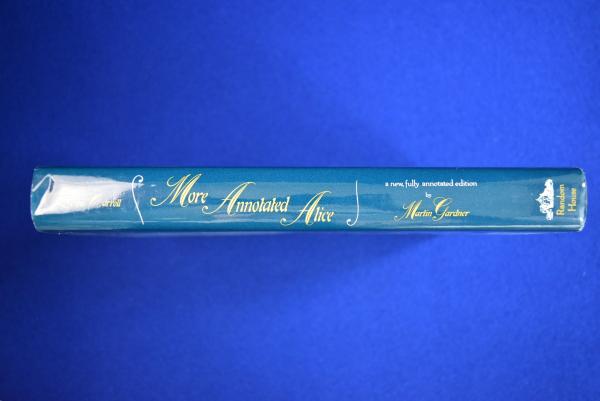 More Annotated Alice
a new, fully annotated edition
by
Martin Gardner
Random
House